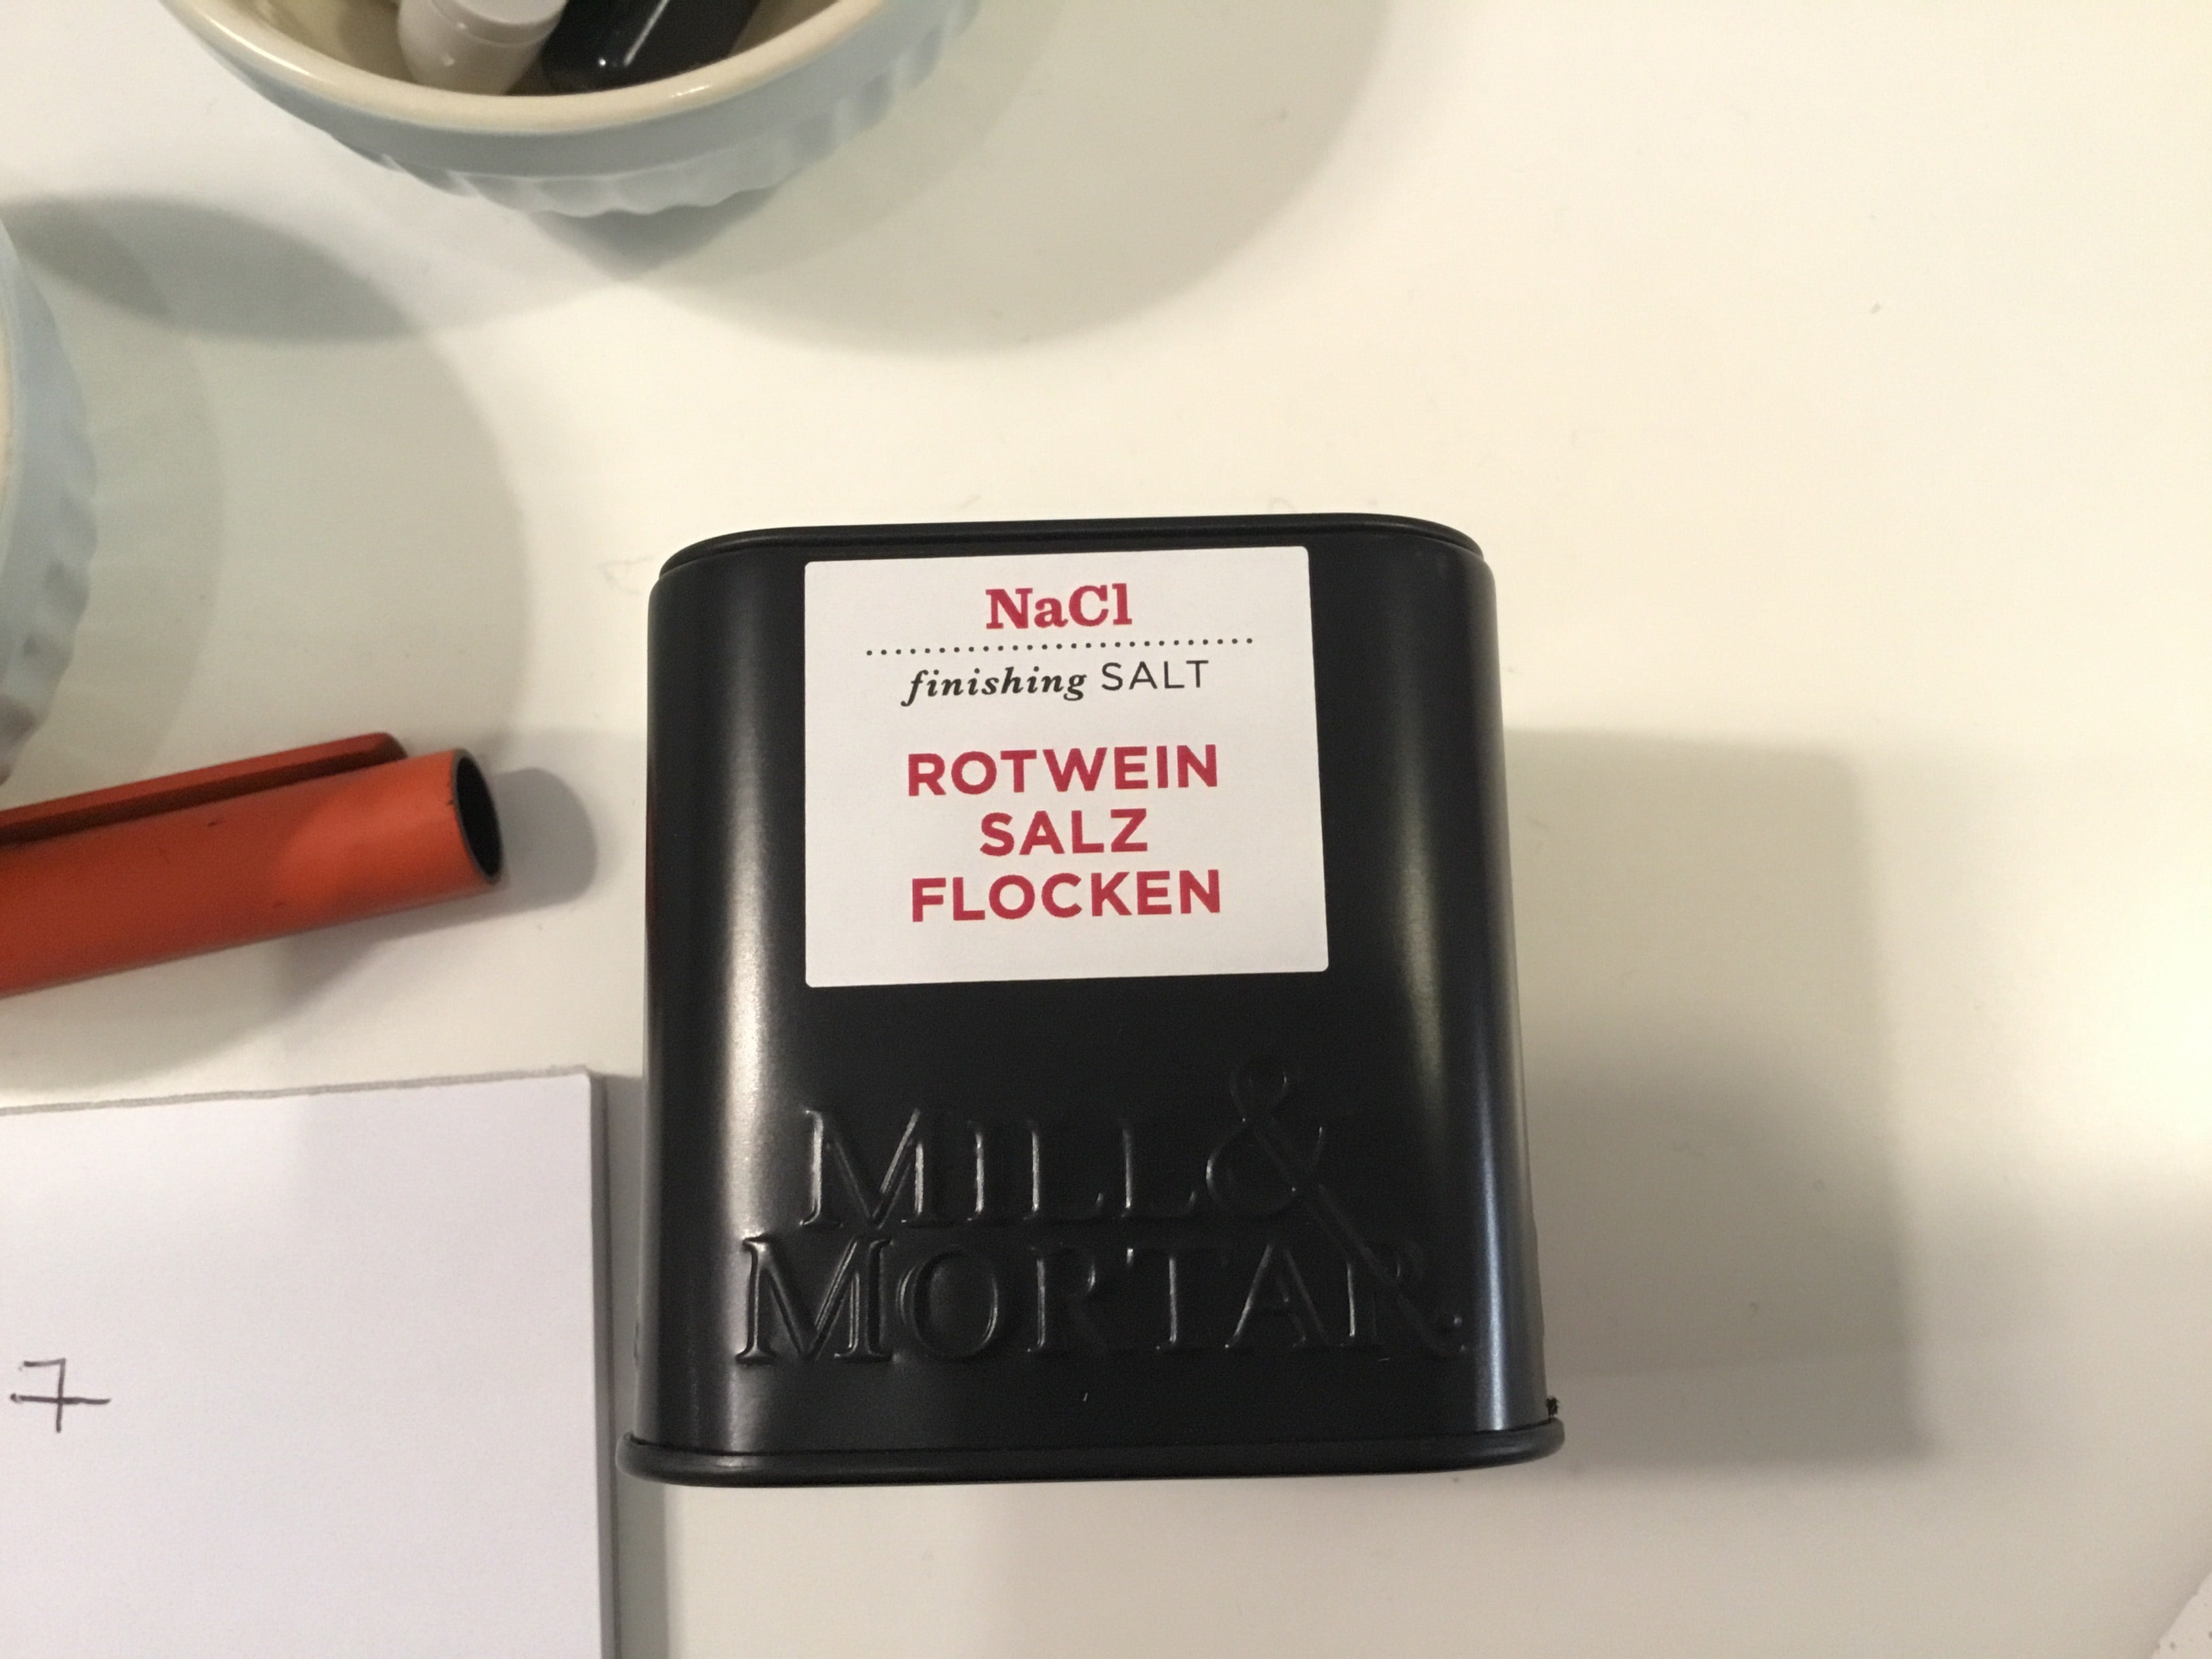 NaCl
finishing SALT
ROTWEIN
SALZ
FLOCKEN
MILL &
MORTAR
7